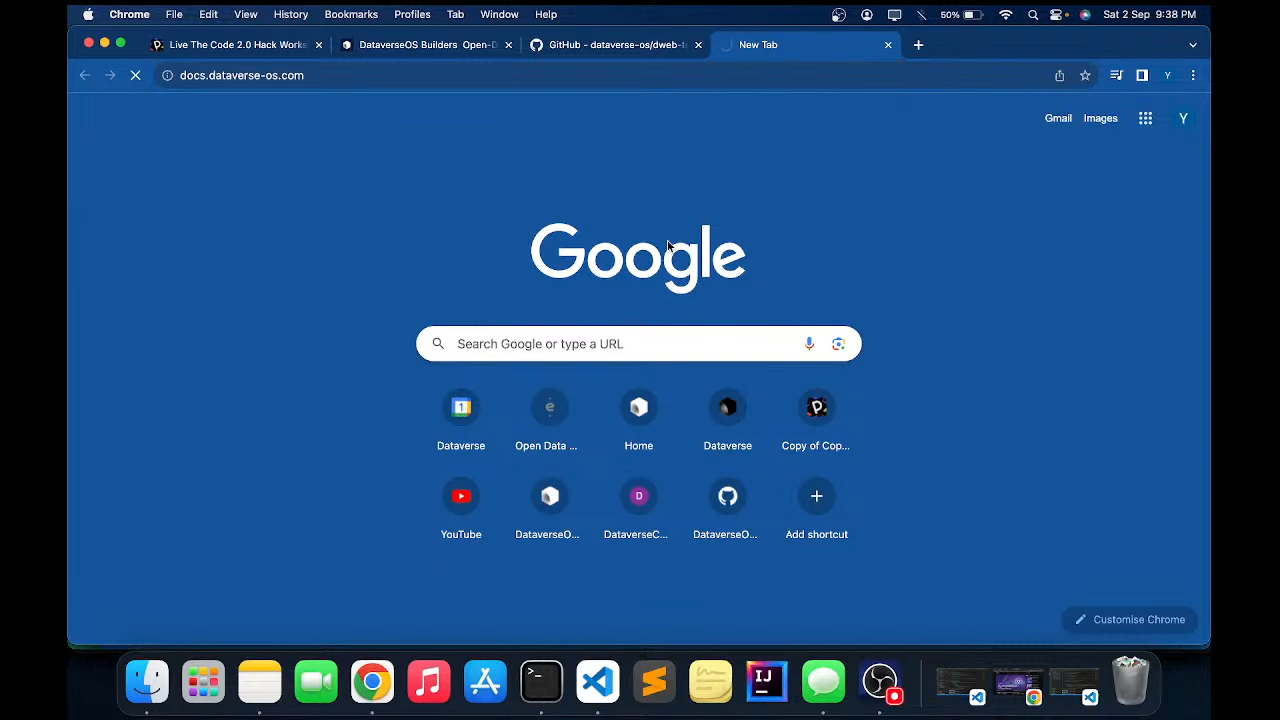 Chrome File Edit View History Bookmarks Profiles Tab Window Help 50% Sat 2 Sep 9:38 PM
Live The Code 2.0 Hack Works DataverseOS Builders Open-D GitHub - dataverse-os/dweb-t New Tab
docs.dataverse-os.com Y
Gmail Images Y
Google
Search Google or type a URL
1 e P
Dataverse Open Data ... Home Dataverse Copy of Cop...
D
YouTube DataverseO... DataverseC... DataverseO... Add shortcut
Customise Chrome
>_ IJ